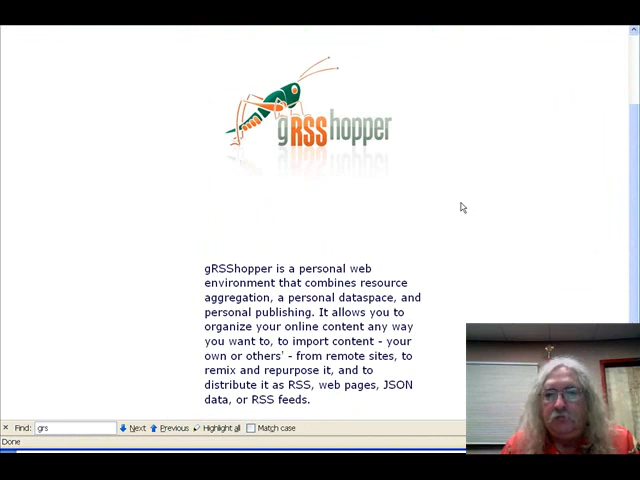 gRSShopper
gRSShopper is a personal web
environment that combines resource
aggregation, a personal dataspace, and
personal publishing. It allows you to
organize your online content any way
you want to, to import content - your
own or others' - from remote sites, to
remix and repurpose it, and to
distribute it as RSS, web pages, JSON
data, or RSS feeds.
Find: grs Next Previous Highlight all Match case
Done